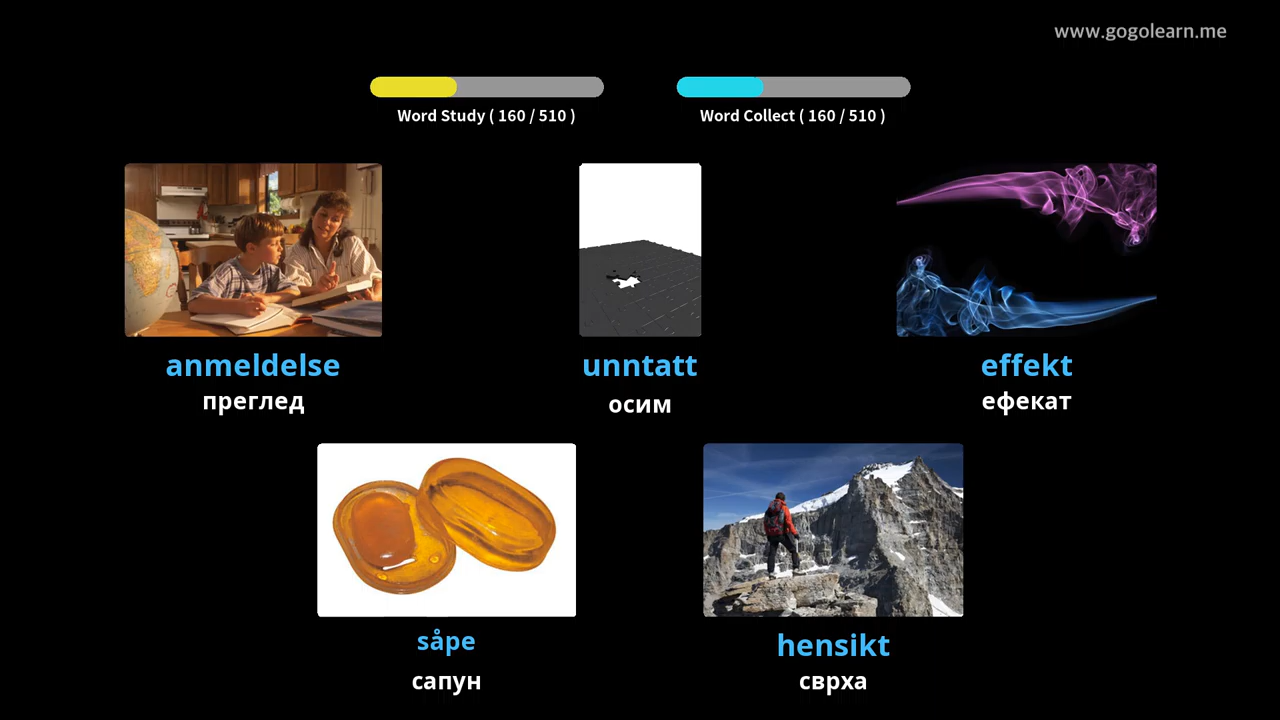 www.gogolearn.me
Word Study ( 160 / 510 )
Word Collect ( 160 / 510 )
anmeldelse
преглед
unntatt
осим
effekt
ефекат
såpe
сапун
hensikt
сврха